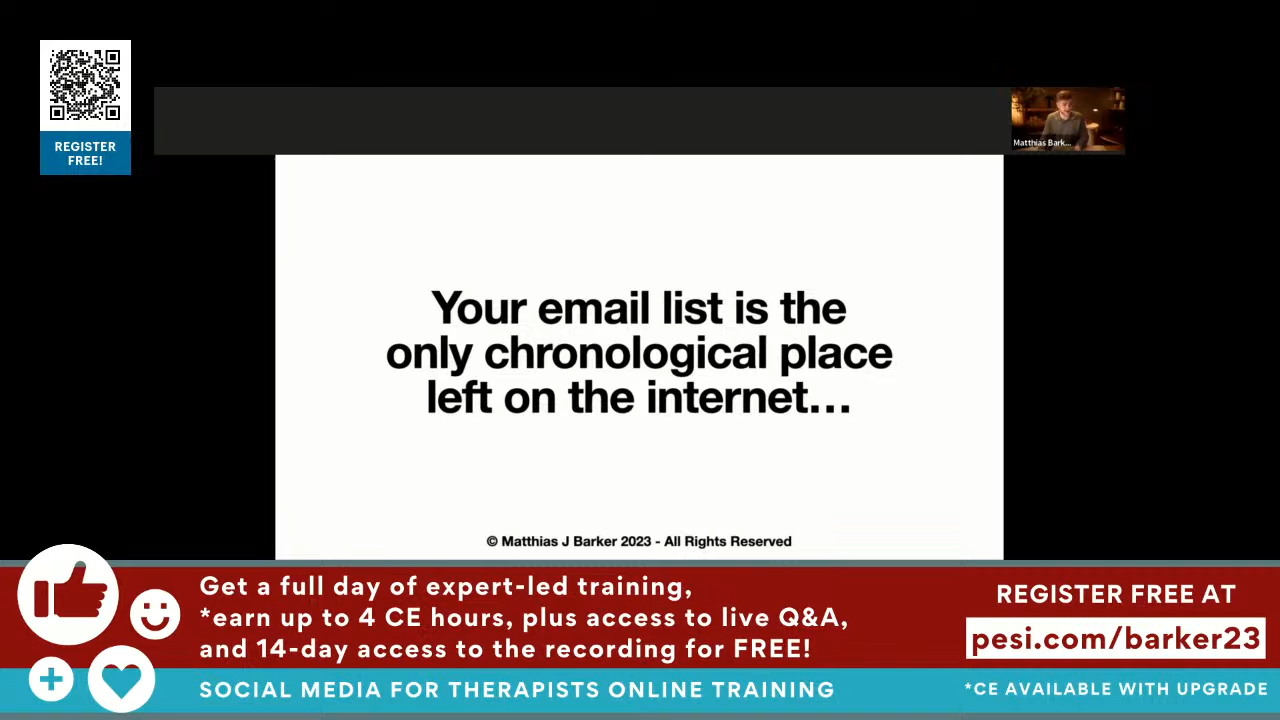 REGISTER
FREE!
Matthias Bark...
Your email list is the
only chronological place
left on the internet...
© Matthias J Barker 2023 - All Rights Reserved
Get a full day of expert-led training,
*earn up to 4 CE hours, plus access to live Q&A,
and 14-day access to the recording for FREE!
REGISTER FREE AT
pesi.com/barker23
SOCIAL MEDIA FOR THERAPISTS ONLINE TRAINING
*CE AVAILABLE WITH UPGRADE